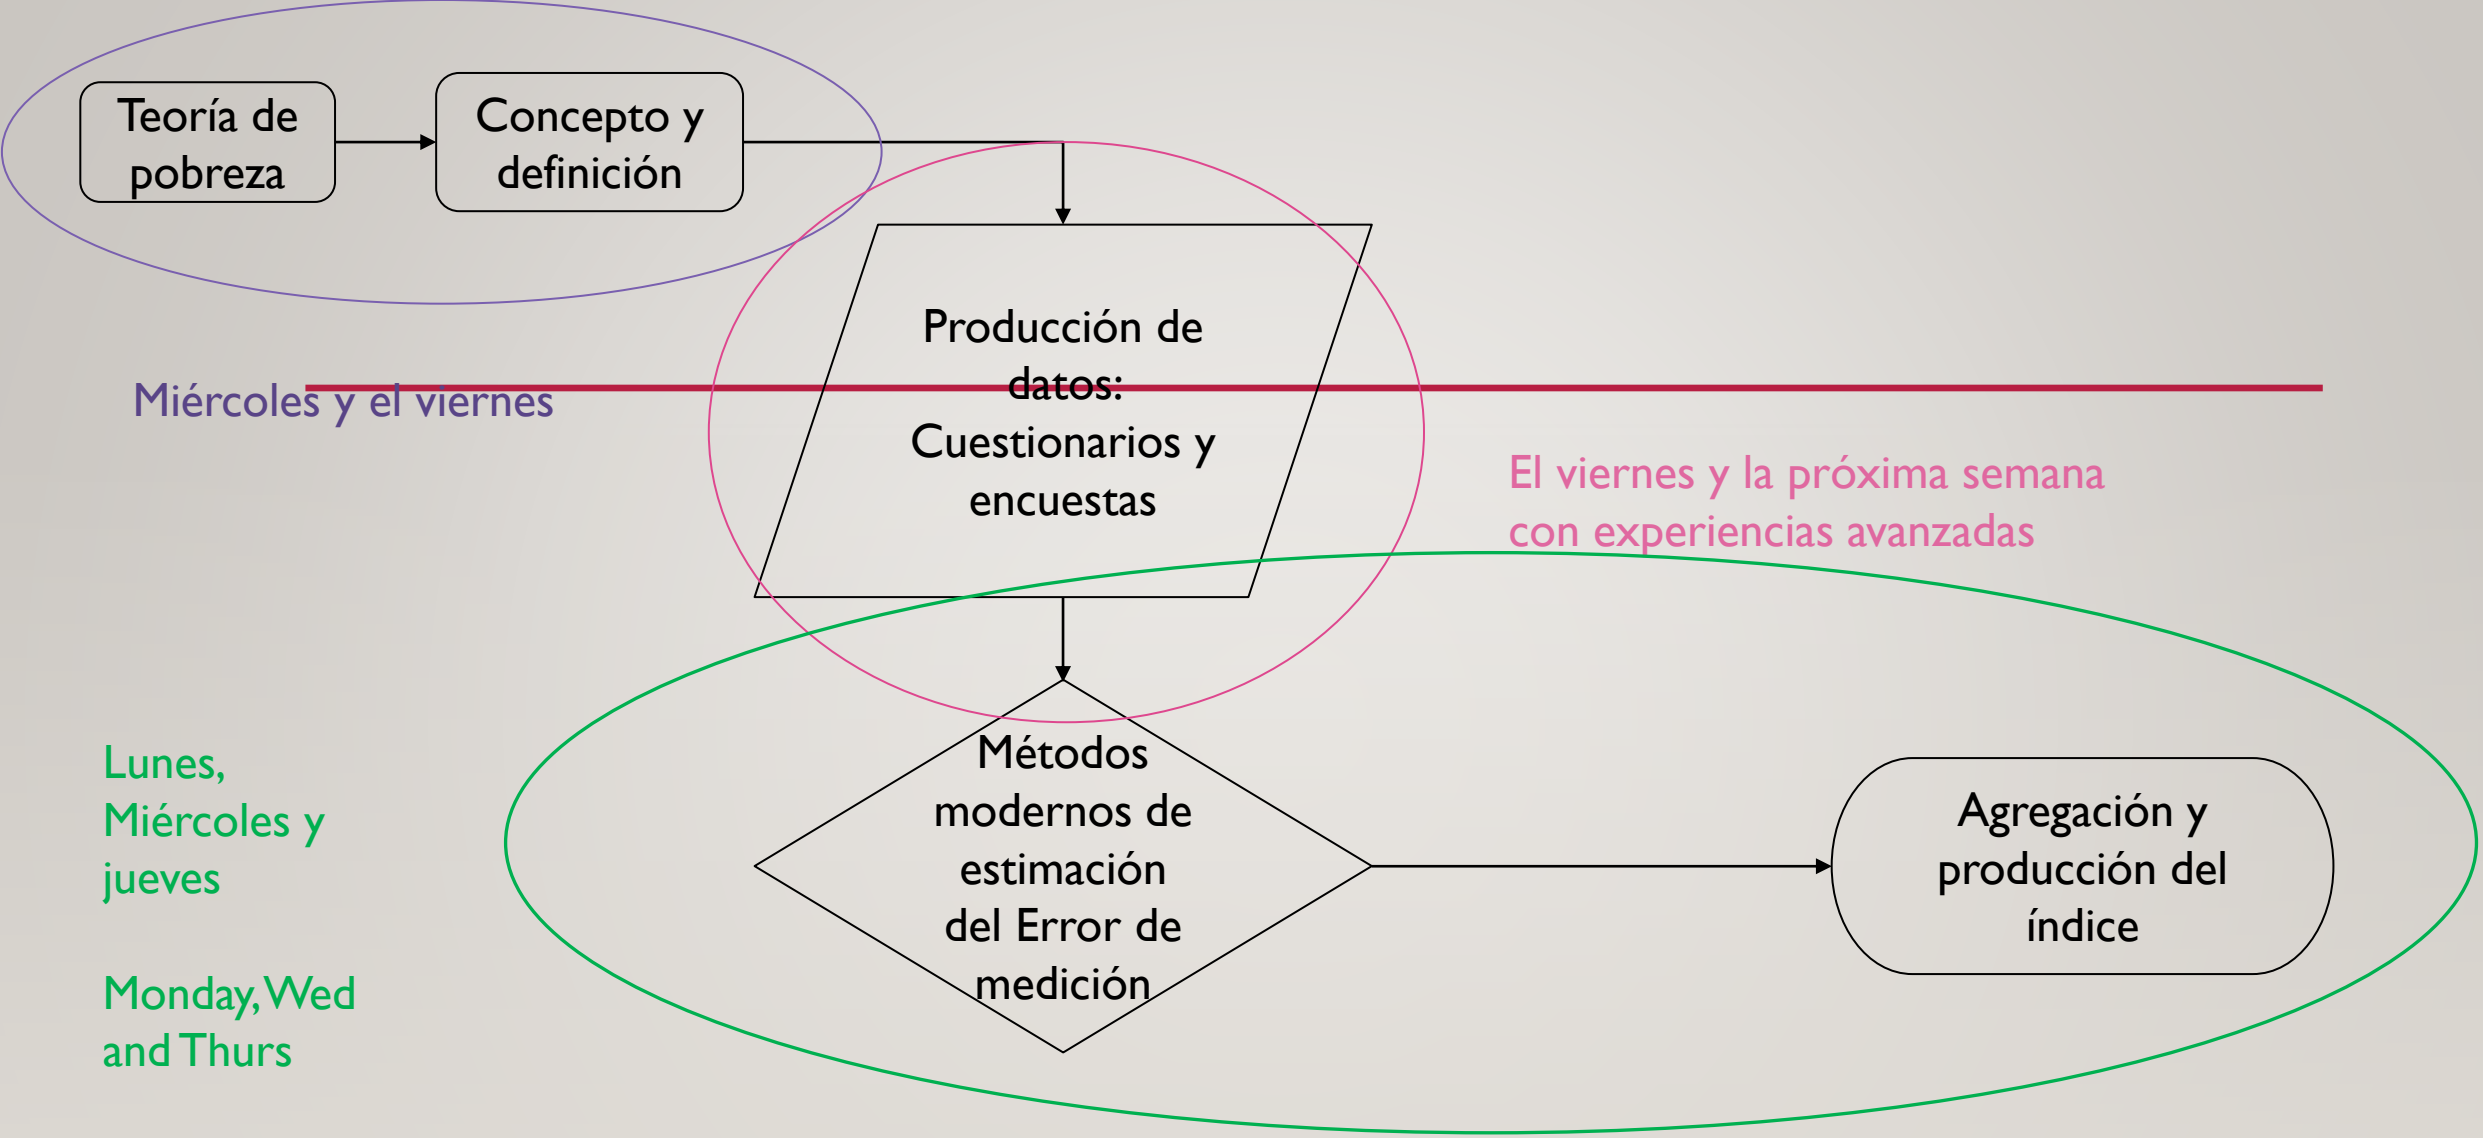 Teoría de
pobreza
Concepto y
definición
Producción de
datos:
Cuestionarios y
encuestas
Miércoles y el viernes
El viernes y la próxima semana
con experiencias avanzadas
Lunes,
Miércoles y
jueves
Monday, Wed
and Thurs
Métodos
modernos de
estimación
del Error de
medición
Agregación y
producción del
índice